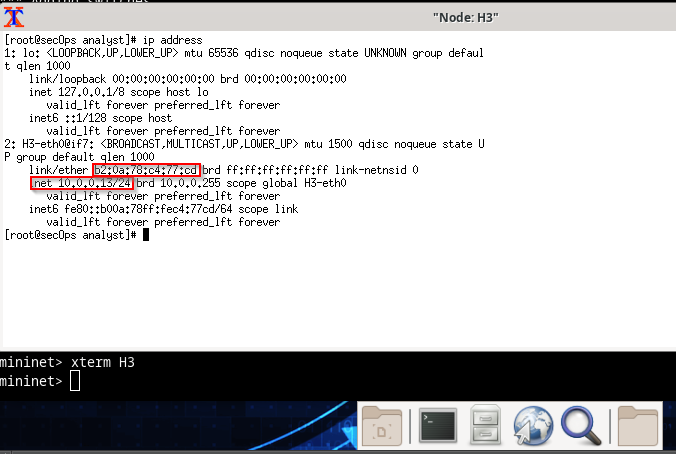 "Node: H3"
[root@secOps analyst]# ip address
1: lo: <LOOPBACK,UP,LOWER_UP> mtu 65536 qdisc noqueue state UNKNOWN group defaul
t qlen 1000
link/loopback 00:00:00:00:00:00 brd 00:00:00:00:00:00
inet 127.0.0.1/8 scope host lo
valid_lft forever preferred_lft forever
inet6 ::1/128 scope host
valid_lft forever preferred_lft forever
2: H3-eth0@if7: <BROADCAST,MULTICAST,UP,LOWER_UP> mtu 1500 qdisc noqueue state U
P group default qlen 1000
link/ether b2:0a:78:c4:77:cd brd ff:ff:ff:ff:ff:ff link-netnsid 0
inet 10.0.0.13/24 brd 10.0.0.255 scope global H3-eth0
valid_lft forever preferred_lft forever
inet6 fe80::b00a:78ff:fec4:77cd/64 scope link
valid_lft forever preferred_lft forever
[root@secOps analyst]#
mininet> xterm H3
mininet>